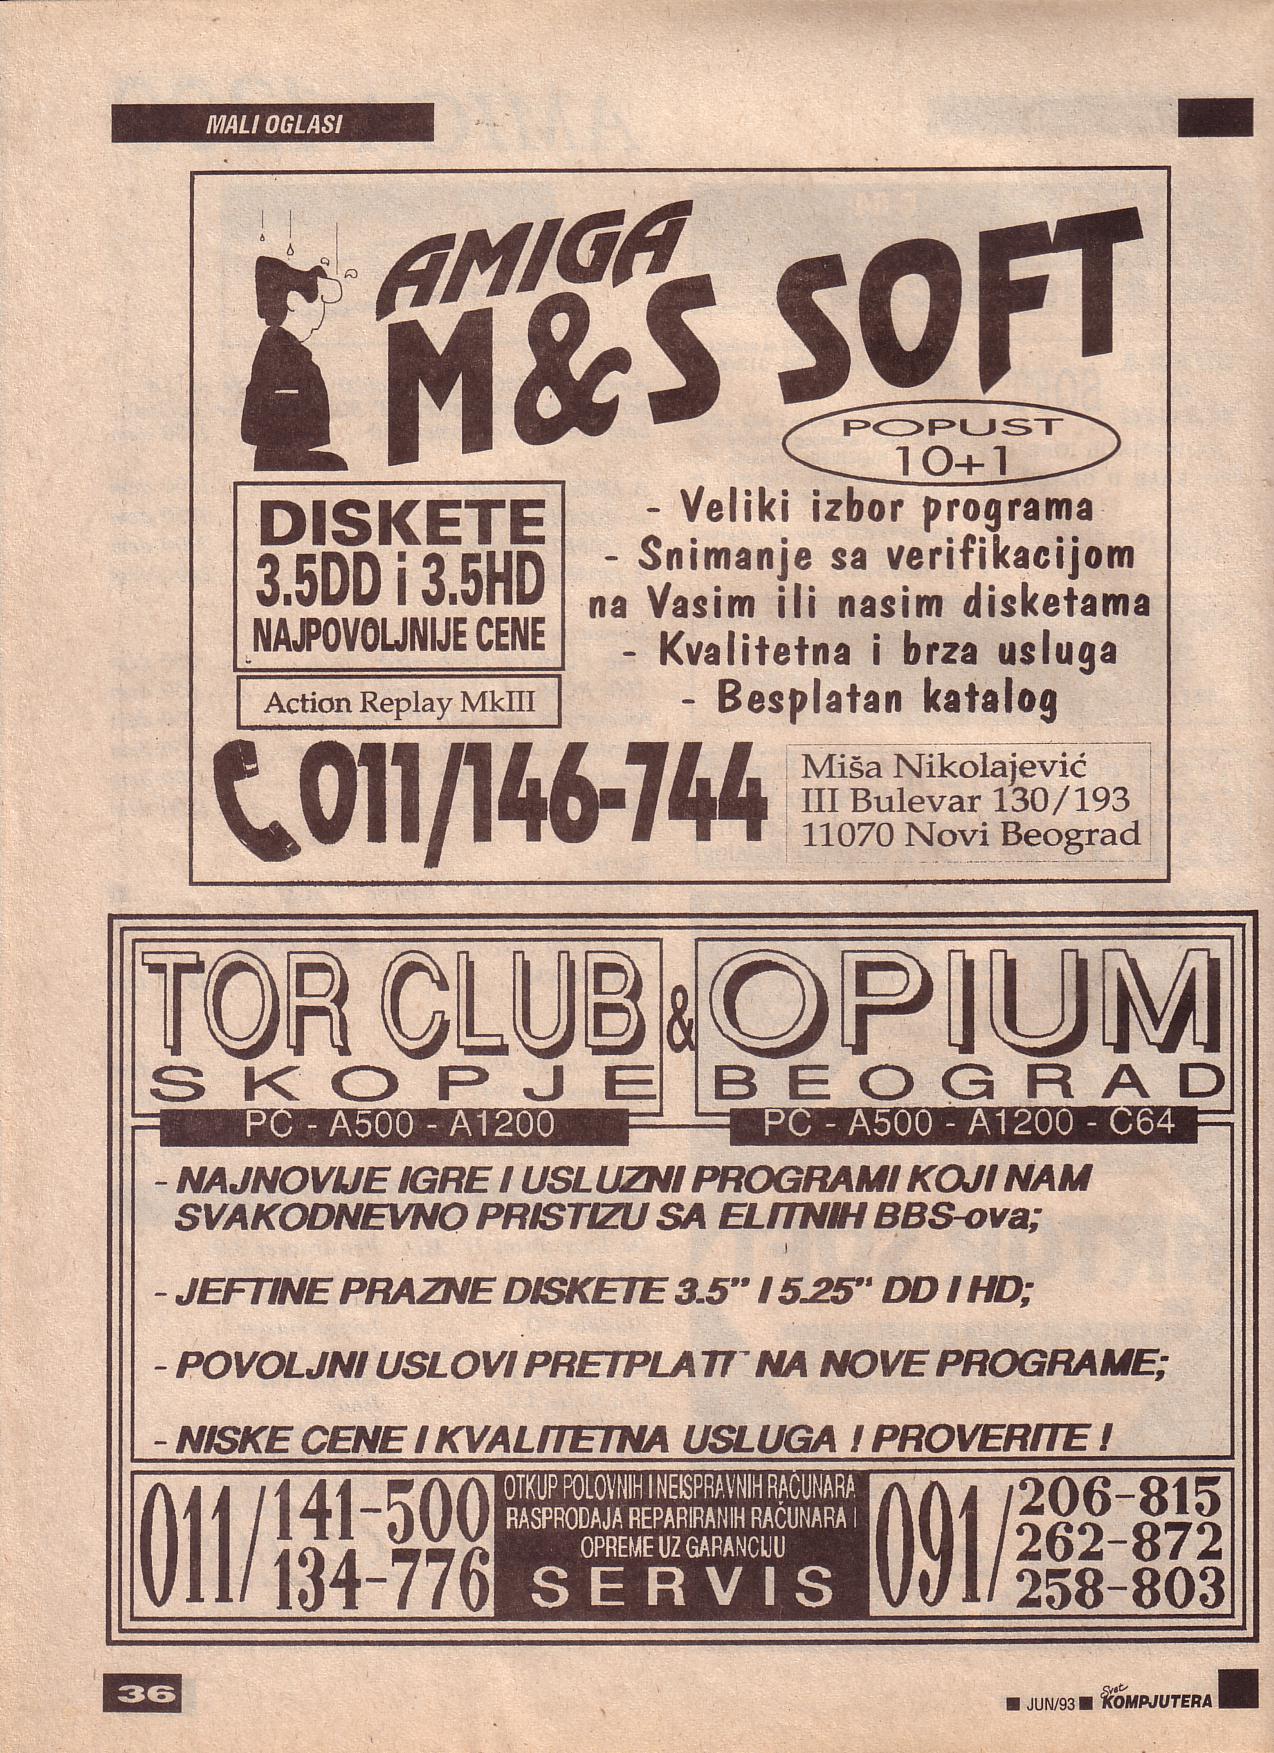 MALI OGLASI
AMIGA
M&S SOFT
POPUST
10+1
DISKETE
3.5DD i 3.5HD
NAJPOVOLJNIJE CENE
Action Replay MkIII
- Veliki izbor programa
- Snimanje sa verifikacijom
na Vasim ili nasim disketama
- Kvalitetna i brza usluga
- Besplatan katalog
011/146-744
Miša Nikolajević
III Bulevar 130/193
11070 Novi Beograd
TOR CLUB & OPIUM
SKOPJE BEOGRAD
PC - A500 - A1200
PC - A500 - A1200 - C64
- NAJNOVIJE IGRE I USLUZNI PROGRAMI KOJI NAM
SVAKODNEVNO PRISTIZU SA ELITNIH BBS-ova;
- JEFTINE PRAZNE DISKETE 3.5" I 5.25" DD I HD;
- POVOLJNI USLOVI PRETPLATT NA NOVE PROGRAME;
- NISKE CENE I KVALITETNA USLUGA ! PROVERITE !
011/141-500
134-776
OTKUP POLOVNIH I NEISPRAVNIH RAČUNARA
RASPRODAJA REPARIRANIH RAČUNARA I
OPREME UZ GARANCIJU
SERVIS
091/206-815
262-872
258-803
36
JUN/93 Svet KOMPJUTERA